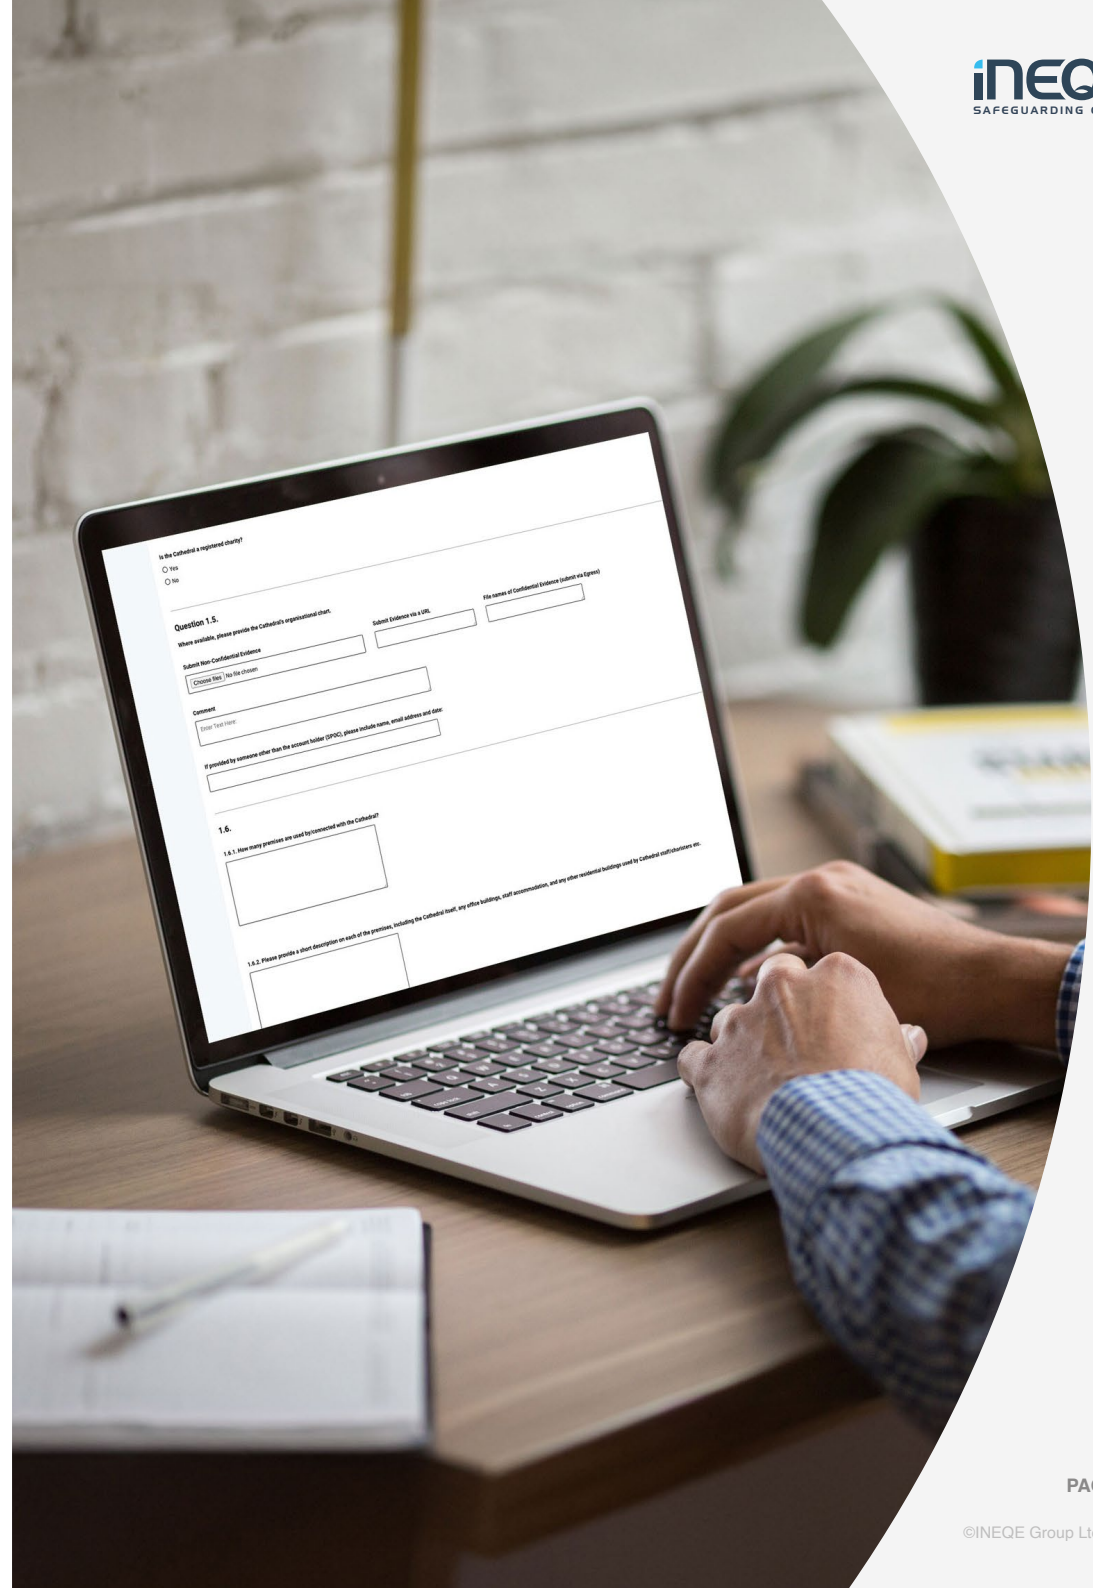 iNEQ
SAFEGUARDING
Is the Cathedral a registered charity?
Yes
No
Question 1.5.
Where available, please provide the Cathedral's organisational chart.
Submit Non-Confidential Evidence
Submit Evidence via a URL
File names of Confidential Evidence (submit via Egress)
Choose files No file chosen
Comment
Enter Text Here:
If provided by someone other than the account holder (SPOC), please include name, email address and date:
1.6.
1.6.1. How many premises are used by/connected with the Cathedral?
1.6.2. Please provide a short description on each of the premises, including the Cathedral itself, any office buildings, staff accommodation, and any other residential buildings used by Cathedral staff/choristers etc.
PAG
©INEQE Group Lt